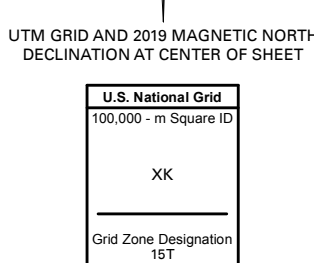 UTM GRID AND 2019 MAGNETIC NORTH
DECLINATION AT CENTER OF SHEET
U.S. National Grid
100,000 - m Square ID
XK
Grid Zone Designation
15T